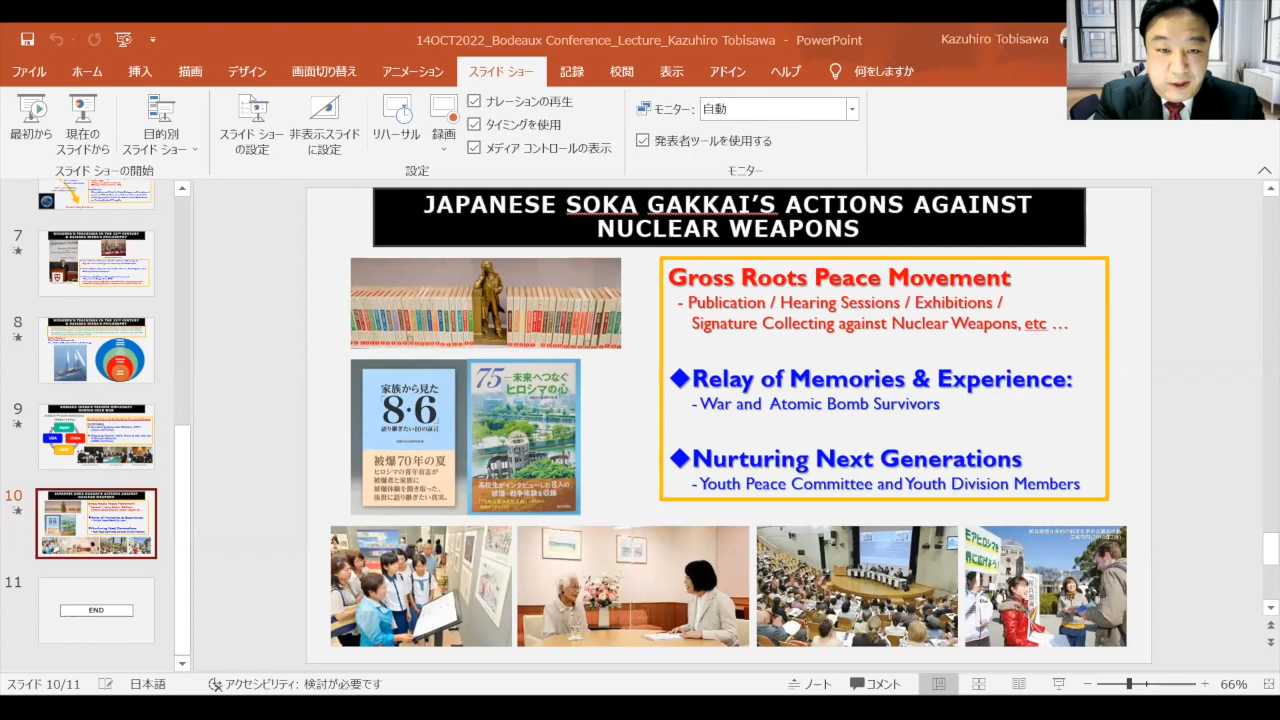 14OCT2022_Bodeaux Conference_Lecture_Kazuhiro Tobisawa - PowerPoint
Kazuhiro Tobisawa
ファイル ホーム 挿入 描画 デザイン 画面切り替え アニメーション スライド ショー 記録 校閲 表示 アドイン ヘルプ 何をしますか
最初から
現在の
スライドから
目的別
スライド ショー
スライド ショーの開始
スライド ショー
の設定
非表示スライド
に設定
リハーサル
録画
ナレーションの再生
タイミングを使用
メディア コントロールの表示
設定
モニター: 自動
発表者ツールを使用する
モニター
7
8
9
10
11
END
JAPANESE SOKA GAKKAI'S ACTIONS AGAINST
NUCLEAR WEAPONS
Gross Roots Peace Movement
- Publication / Hearing Sessions / Exhibitions /
Signature Collecting against Nuclear Weapons, etc …
◆Relay of Memories & Experience:
- War and Atomic Bomb Survivors
◆Nurturing Next Generations
- Youth Peace Committee and Youth Division Members
家族から見た
8・6
語り継ぎたい10の証言
被爆70年の夏
ヒロシマの青年有志が
被爆者と家族に
被爆体験を聞き取った、
後世に語り継ぎたい真実。
75
未来へつなぐ
ヒロシマの心
高校生がインタビューした8人の
被爆・戦争体験を収録
スライド 10/11 日本語 アクセシビリティ: 検討が必要です ノート コメント 66%